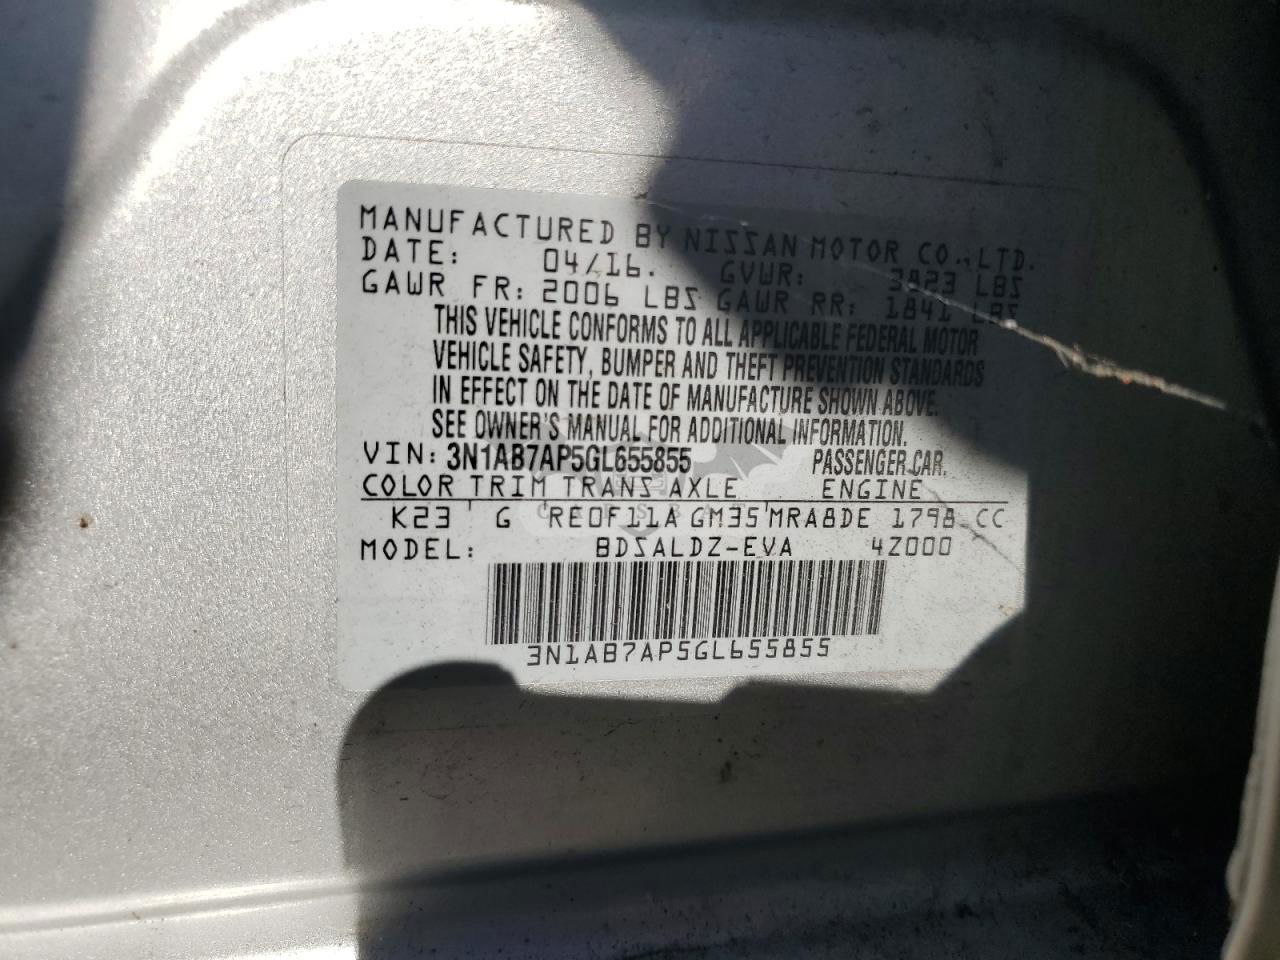 MANUFACTURED BY NISSAN MOTOR CO., LTD.
DATE: 04/16. GVWR: 3823 LBS
GAWR FR: 2006 LBS GAWR RR: 1841 LBS
THIS VEHICLE CONFORMS TO ALL APPLICABLE FEDERAL MOTOR
VEHICLE SAFETY, BUMPER AND THEFT PREVENTION STANDARDS
IN EFFECT ON THE DATE OF MANUFACTURE SHOWN ABOVE.
SEE OWNER'S MANUAL FOR ADDITIONAL INFORMATION.
VIN: 3N1AB7AP5GL655855 PASSENGER CAR.
COLOR TRIM TRANS AXLE ENGINE
K23 G RE0F11A GM35 MRA8DE 1798 CC
MODEL: BDSALDZ-EVA 4Z000
3N1AB7AP5GL655855